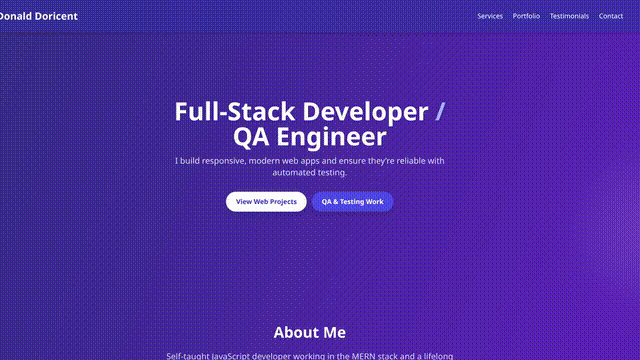 Donald Doricent
Services Portfolio Testimonials Contact
Full-Stack Developer /
QA Engineer
I build responsive, modern web apps and ensure they're reliable with
automated testing.
View Web Projects QA & Testing Work
About Me
Self-taught JavaScript developer working in the MERN stack and a lifelong